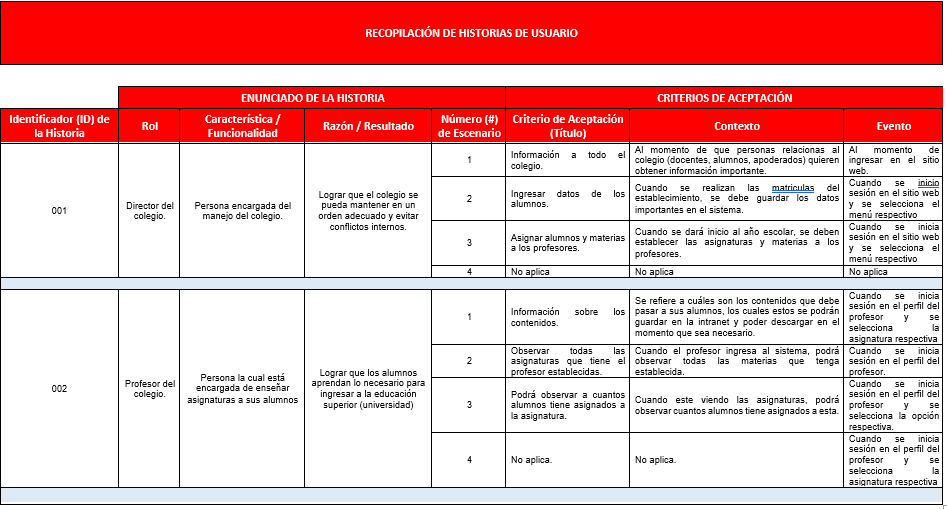 RECOPILACIÓN DE HISTORIAS DE USUARIO
ENUNCIADO DE LA HISTORIA
CRITERIOS DE ACEPTACIÓN
Identificador (ID) de
la Historia
Rol
Característica /
Funcionalidad
Razón / Resultado
Número (#)
de Escenario
Criterio de Aceptación
(Título)
Contexto
Evento
001
Director del
colegio.
Persona encargada del
manejo del colegio.
Lograr que el colegio se
pueda mantener en un
orden adecuado y evitar
conflictos internos.
1
Información a todo el
colegio.
Al momento de que personas relacionas al
colegio (docentes, alumnos, apoderados) quieren
obtener información importante.
Al momento de
ingresar en el sitio
web.
2
Ingresar datos de los
alumnos.
Cuando se realizan las matriculas del
establecimiento, se debe guardar los datos
importantes en el sistema.
Cuando se inicio
sesión en el sitio web
y se selecciona el
menú respectivo
3
Asignar alumnos y materias
a los profesores.
Cuando se dará inicio al año escolar, se deben
establecer las asignaturas y materias a los
profesores.
Cuando se inicia
sesión en el sitio web
y se selecciona el
menú respectivo
4
No aplica
No aplica
No aplica
002
Profesor del
colegio.
Persona la cual está
encargada de enseñar
asignaturas a sus alumnos
Lograr que los alumnos
aprendan lo necesario para
ingresar a la educación
superior (universidad)
1
Información sobre los
contenidos.
Se refiere a cuáles son los contenidos que debe
pasar a sus alumnos, los cuales estos se podrán
guardar en la intranet y poder descargar en el
momento que sea necesario.
Cuando se inicia
sesión en el perfil del
profesor y se
selecciona la
asignatura respectiva
2
Observar todas las
asignaturas que tiene el
profesor establecidas.
Cuando el profesor ingresa al sistema, podrá
observar todas las materias que tenga
establecida.
Cuando se inicia
sesión en el perfil del
profesor.
3
Podrá observar a cuantos
alumnos tiene asignados a
la asignatura.
Cuando este viendo las asignaturas, podrá
observar cuantos alumnos tiene asignados a esta.
Cuando se inicia
sesión en el perfil del
profesor y se
selecciona la opción
respectiva.
4
No aplica.
No aplica.
Cuando se inicia
sesión en el perfil del
profesor y se
selecciona la
asignatura respectiva